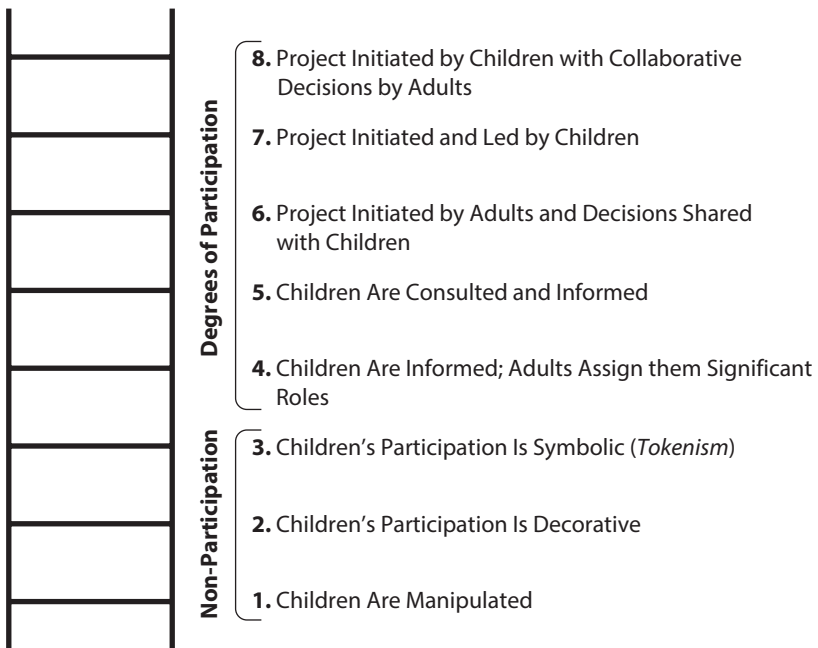 Degrees of Participation
8. Project Initiated by Children with Collaborative
Decisions by Adults
7. Project Initiated and Led by Children
6. Project Initiated by Adults and Decisions Shared
with Children
5. Children Are Consulted and Informed
4. Children Are Informed; Adults Assign them Significant
Roles
Non-Participation
3. Children’s Participation Is Symbolic (Tokenism)
2. Children’s Participation Is Decorative
1. Children Are Manipulated